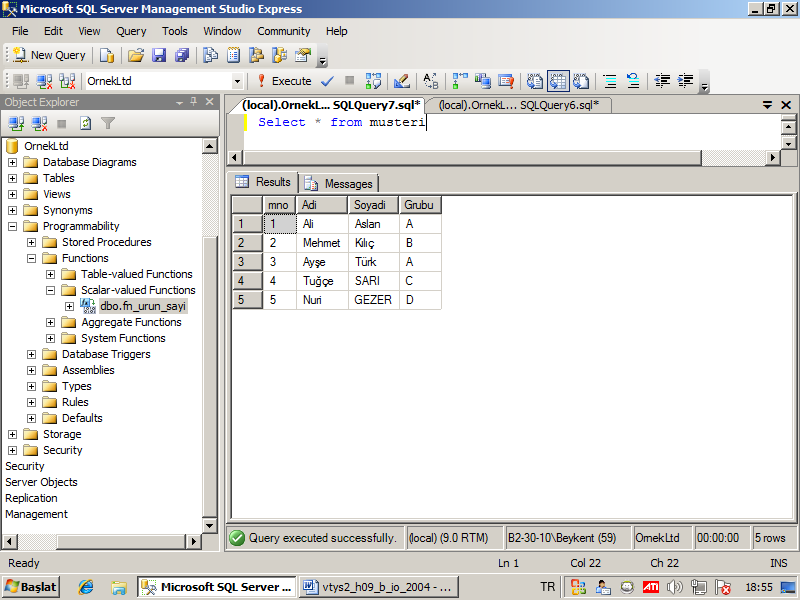 Microsoft SQL Server Management Studio Express
File Edit View Query Tools Window Community Help
New Query
OrnekLtd Execute
Object Explorer
(local).OrnekL... SQLQuery7.sql* (local).OrnekL... SQLQuery6.sql*
Select * from musteri
OrnekLtd
Database Diagrams
Tables
Views
Synonyms
Programmability
Stored Procedures
Functions
Table-valued Functions
Scalar-valued Functions
dbo.fn_urun_sayi
Aggregate Functions
System Functions
Database Triggers
Assemblies
Types
Rules
Defaults
Storage
Security
Security
Server Objects
Replication
Management
Results Messages
mno Adi Soyadi Grubu
1 1 Ali Aslan A
2 2 Mehmet Kılıç B
3 3 Ayşe Türk A
4 4 Tuğçe SARI C
5 5 Nuri GEZER D
Query executed successfully. (local) (9.0 RTM) B2-30-10\Beykent (59) OrnekLtd 00:00:00 5 rows
Ready Ln 1 Col 22 Ch 22 INS
Başlat Microsoft SQL Server ... vtys2_h09_b_jo_2004 - ... TR ATI 18:55